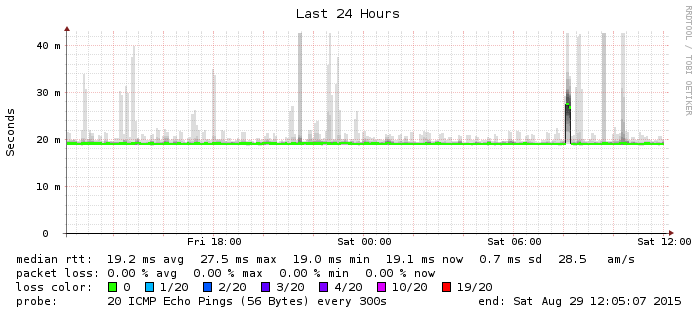 Last 24 Hours
RRDTOOL / TOBI OETIKER
Seconds
40 m
30 m
20 m
10 m
0
Fri 18:00 Sat 00:00 Sat 06:00 Sat 12:00
median rtt: 19.2 ms avg 27.5 ms max 19.0 ms min 19.1 ms now 0.7 ms sd 28.5 am/s
packet loss: 0.00 % avg 0.00 % max 0.00 % min 0.00 % now
loss color: 0 1/20 2/20 3/20 4/20 10/20 19/20
probe: 20 ICMP Echo Pings (56 Bytes) every 300s end: Sat Aug 29 12:05:07 2015